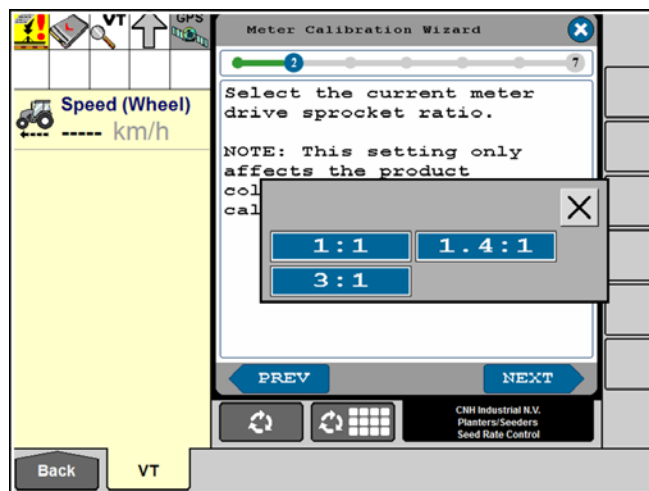 VT
GPS
Meter Calibration Wizard
2
7
Speed (Wheel)
----- km/h
Select the current meter
drive sprocket ratio.
NOTE: This setting only
affects the product
col
cal
1:1
1.4:1
3:1
PREV
NEXT
CNH Industrial N.V.
Planters/Seeders
Seed Rate Control
Back
VT